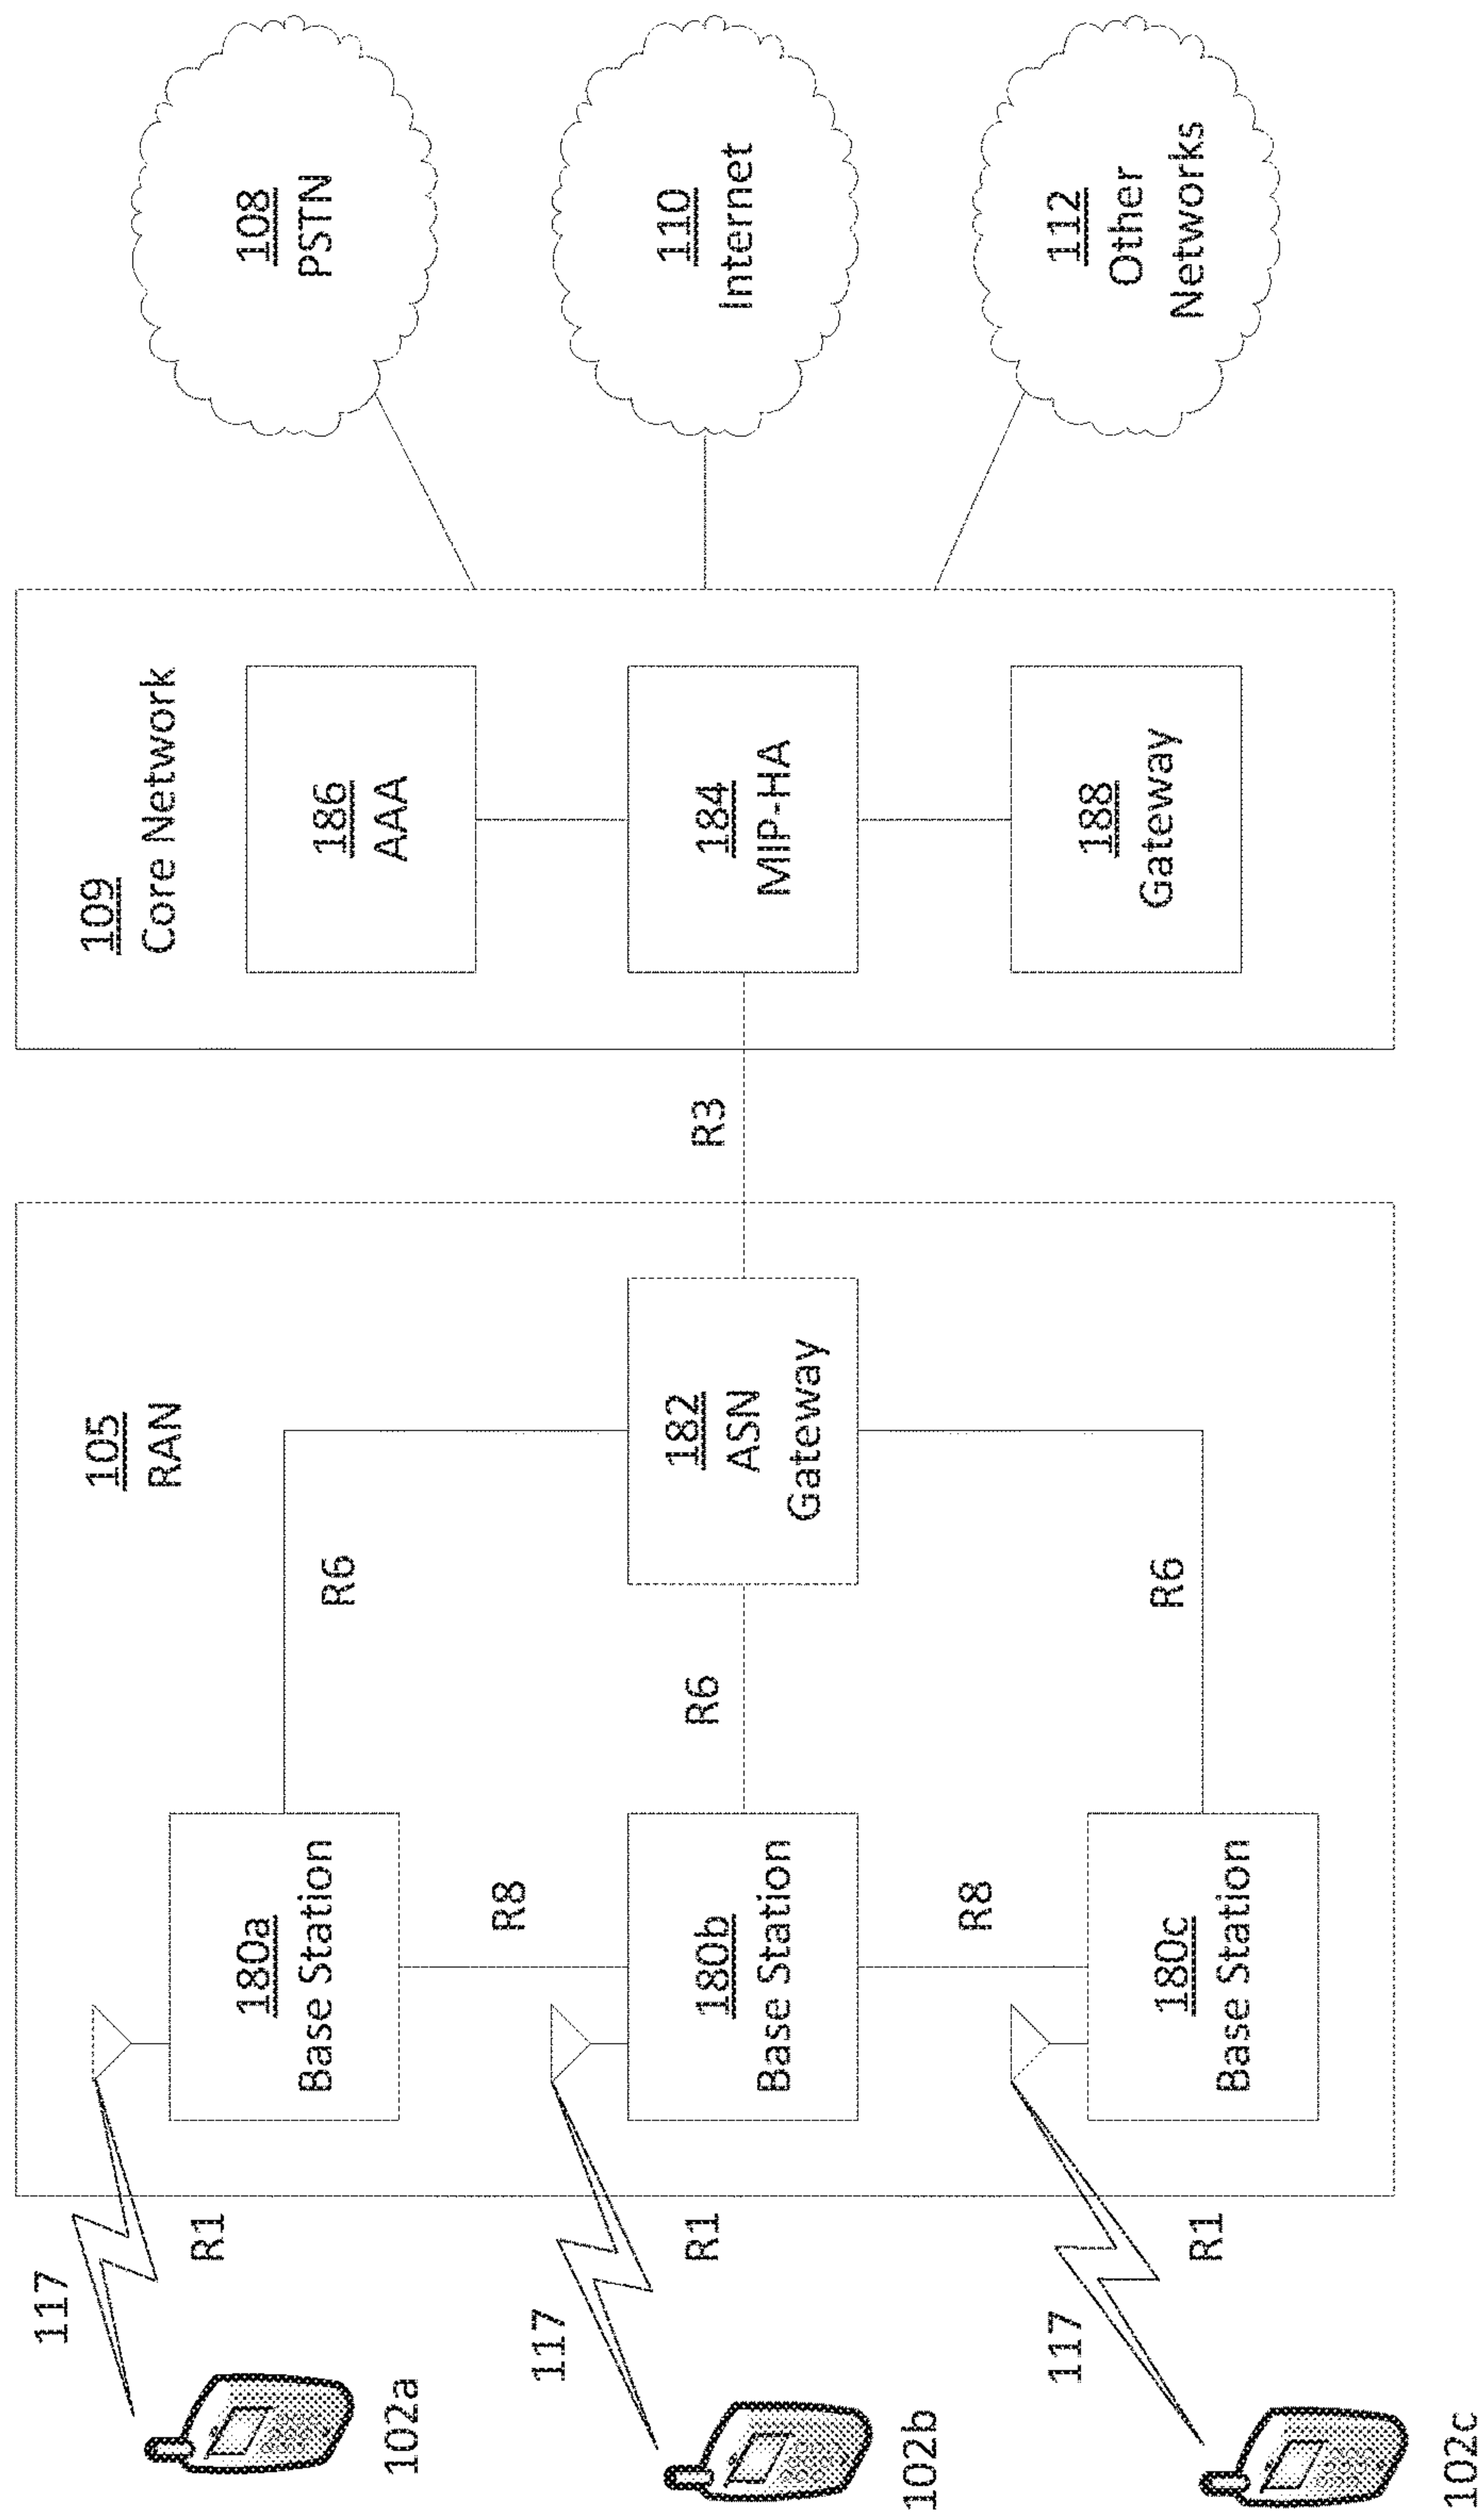 117
R1
102a
117
R1
102b
117
R1
102c
105
RAN
180a
Base Station
R8
180b
Base Station
R8
180c
Base Station
R6
R6
R6
182
ASN
Gateway
R3
109
Core Network
186
AAA
184
MIP-HA
188
Gateway
108
PSTN
110
Internet
112
Other
Networks